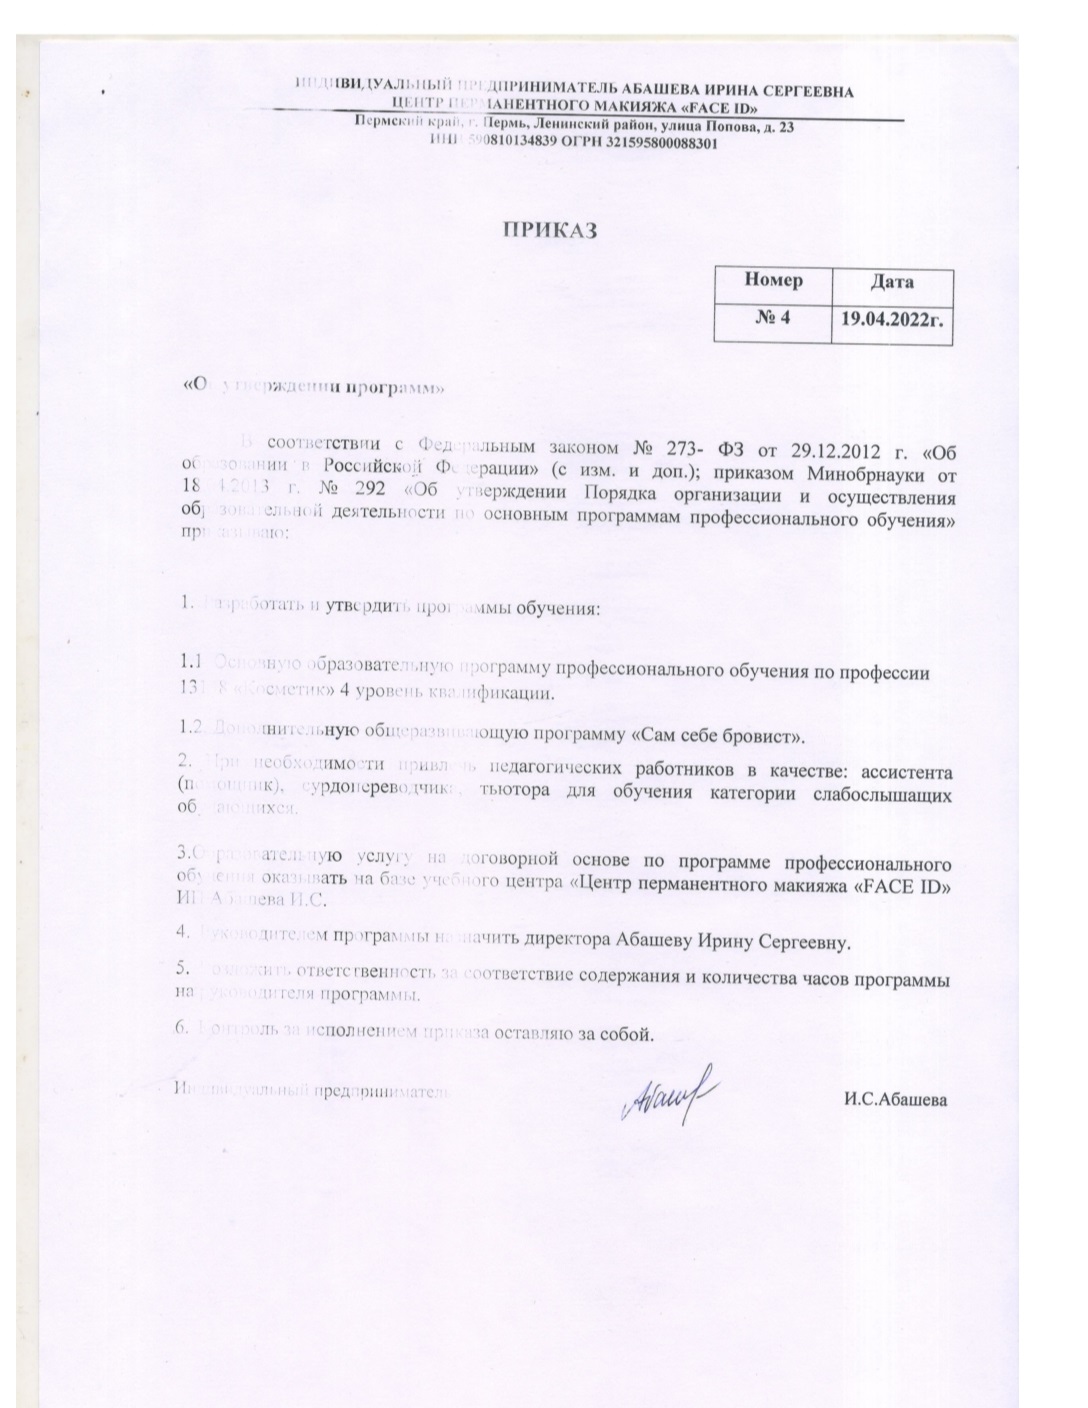 ИНДИВИДУАЛЬНЫЙ ПРЕДПРИНИМАТЕЛЬ АБАШЕВА ИРИНА СЕРГЕЕВНА
ЦЕНТР ПЕРМАНЕНТНОГО МАКИЯЖА «FACE ID»
Пермский край, г. Пермь, Ленинский район, улица Попова, д. 23
ИНН 590810134839 ОГРН 321595800088301
ПРИКАЗ
Номер Дата
№ 4 19.04.2022г.
«Об утверждении программ»
В соответствии с Федеральным законом № 273- ФЗ от 29.12.2012 г. «Об
образовании в Российской Федерации» (с изм. и доп.); приказом Минобрнауки от
г. № 292 «Об утверждении Порядка организации и осуществления
образовательной деятельности по основным программам профессионального обучения»
приказываю:
1. Разработать и утвердить программы обучения:
1.1 Основную образовательную программу профессионального обучения по профессии
«Косметик» 4 уровень квалификации.
1.2. Дополнительную общеразвивающую программу «Сам себе бровист».
2. При необходимости привлечь педагогических работников в качестве: ассистента
(помощник), сурдопереводчика, тьютора для обучения категории слабослышащих
обучающихся.
3.Образовательную услугу на договорной основе по программе профессионального
обучения оказывать на базе учебного центра «Центр перманентного макияжа «FACE ID»
ИП Абашева И.С.
4. Руководителем программы назначить директора Абашеву Ирину Сергеевну.
5. Возложить ответственность за соответствие содержания и количества часов программы
на руководителя программы.
6. Контроль за исполнением приказа оставляю за собой.
Индивидуальный предприниматель И.С.Абашева